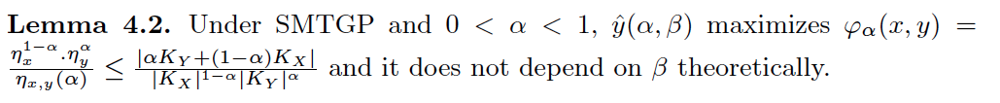 **Lemma 4.2.** Under SMTGP and $0 < \alpha < 1$, $\hat{y}(\alpha, \beta)$ maximizes $\varphi_\alpha(x, y) =$
$\frac{\eta_x^{1-\alpha} \cdot \eta_y^{\alpha}}{\eta_{x,y}(\alpha)} \leq \frac{|\alpha K_Y + (1-\alpha) K_X|}{|K_X|^{1-\alpha} |K_Y|^{\alpha}}$ and it does not depend on $\beta$ theoretically.